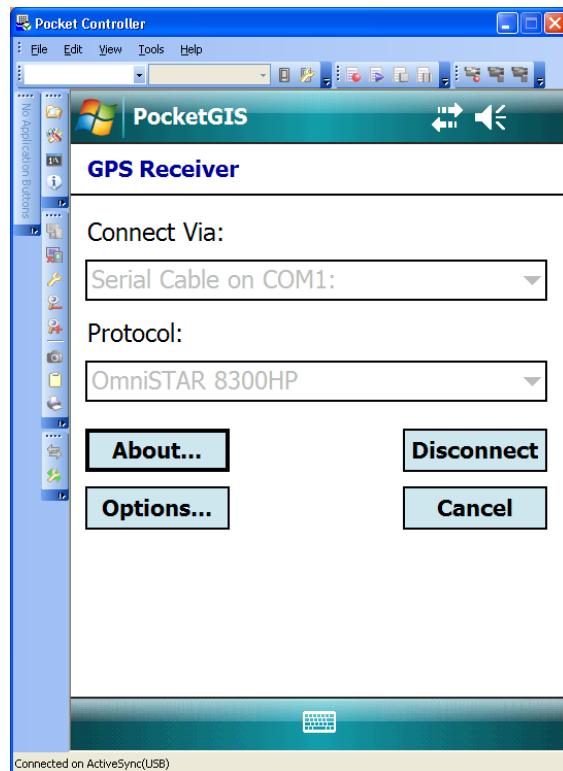 Pocket Controller
File Edit View Tools Help
No Application Buttons
PocketGIS
GPS Receiver
Connect Via:
Serial Cable on COM1:
Protocol:
OmniSTAR 8300HP
About... Disconnect
Options... Cancel
Connected on ActiveSync(USB)